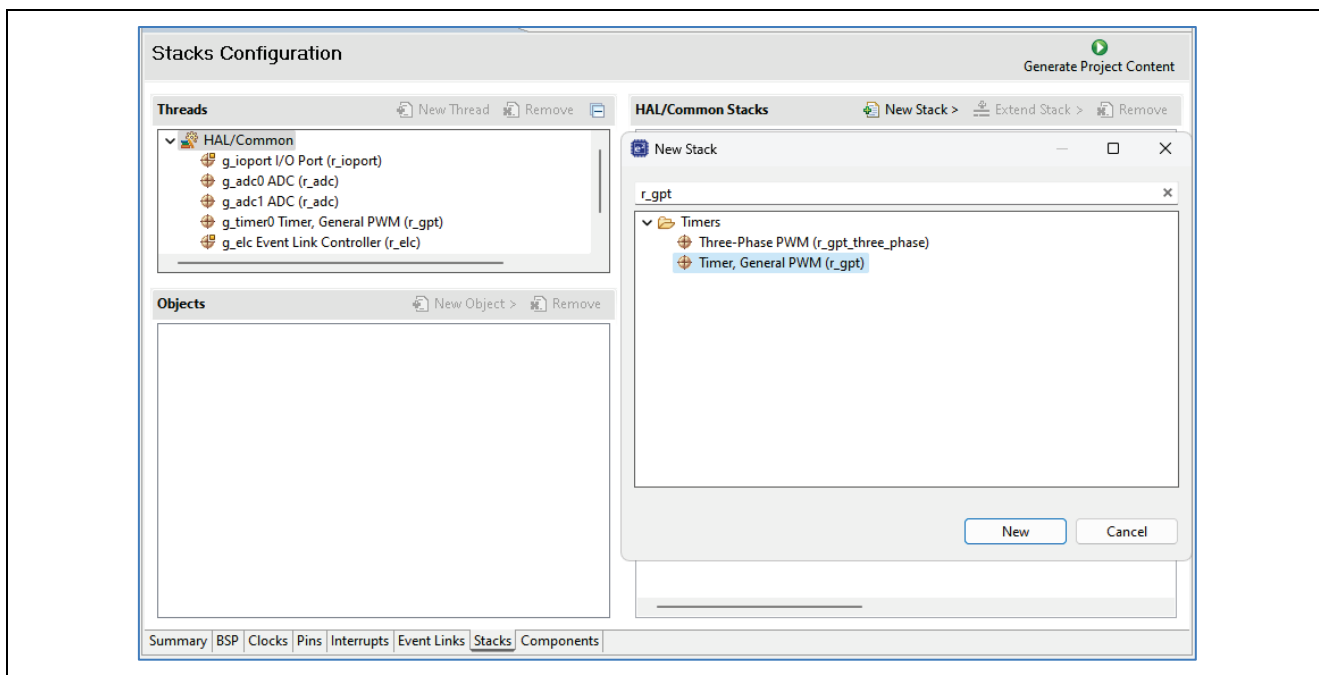 Stacks Configuration
Generate Project Content
Threads
New Thread
Remove
HAL/Common
g_ioport I/O Port (r_ioport)
g_adc0 ADC (r_adc)
g_adc1 ADC (r_adc)
g_timer0 Timer, General PWM (r_gpt)
g_elc Event Link Controller (r_elc)
Objects
New Object >
Remove
HAL/Common Stacks
New Stack >
Extend Stack >
Remove
New Stack
r_gpt
Timers
Three-Phase PWM (r_gpt_three_phase)
Timer, General PWM (r_gpt)
New
Cancel
Summary BSP Clocks Pins Interrupts Event Links Stacks Components